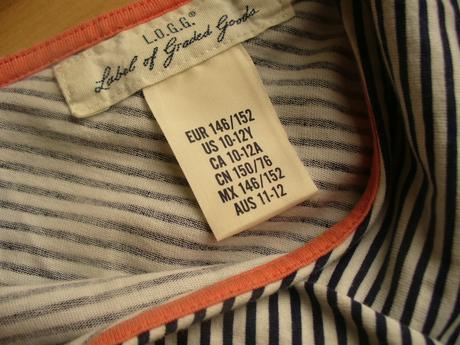 L.O.G.G.®
Label of Graded Goods
EUR 146/152
US 10-12Y
CA 10-12A
CN 150/76
MX 146/152
AUS 11-12